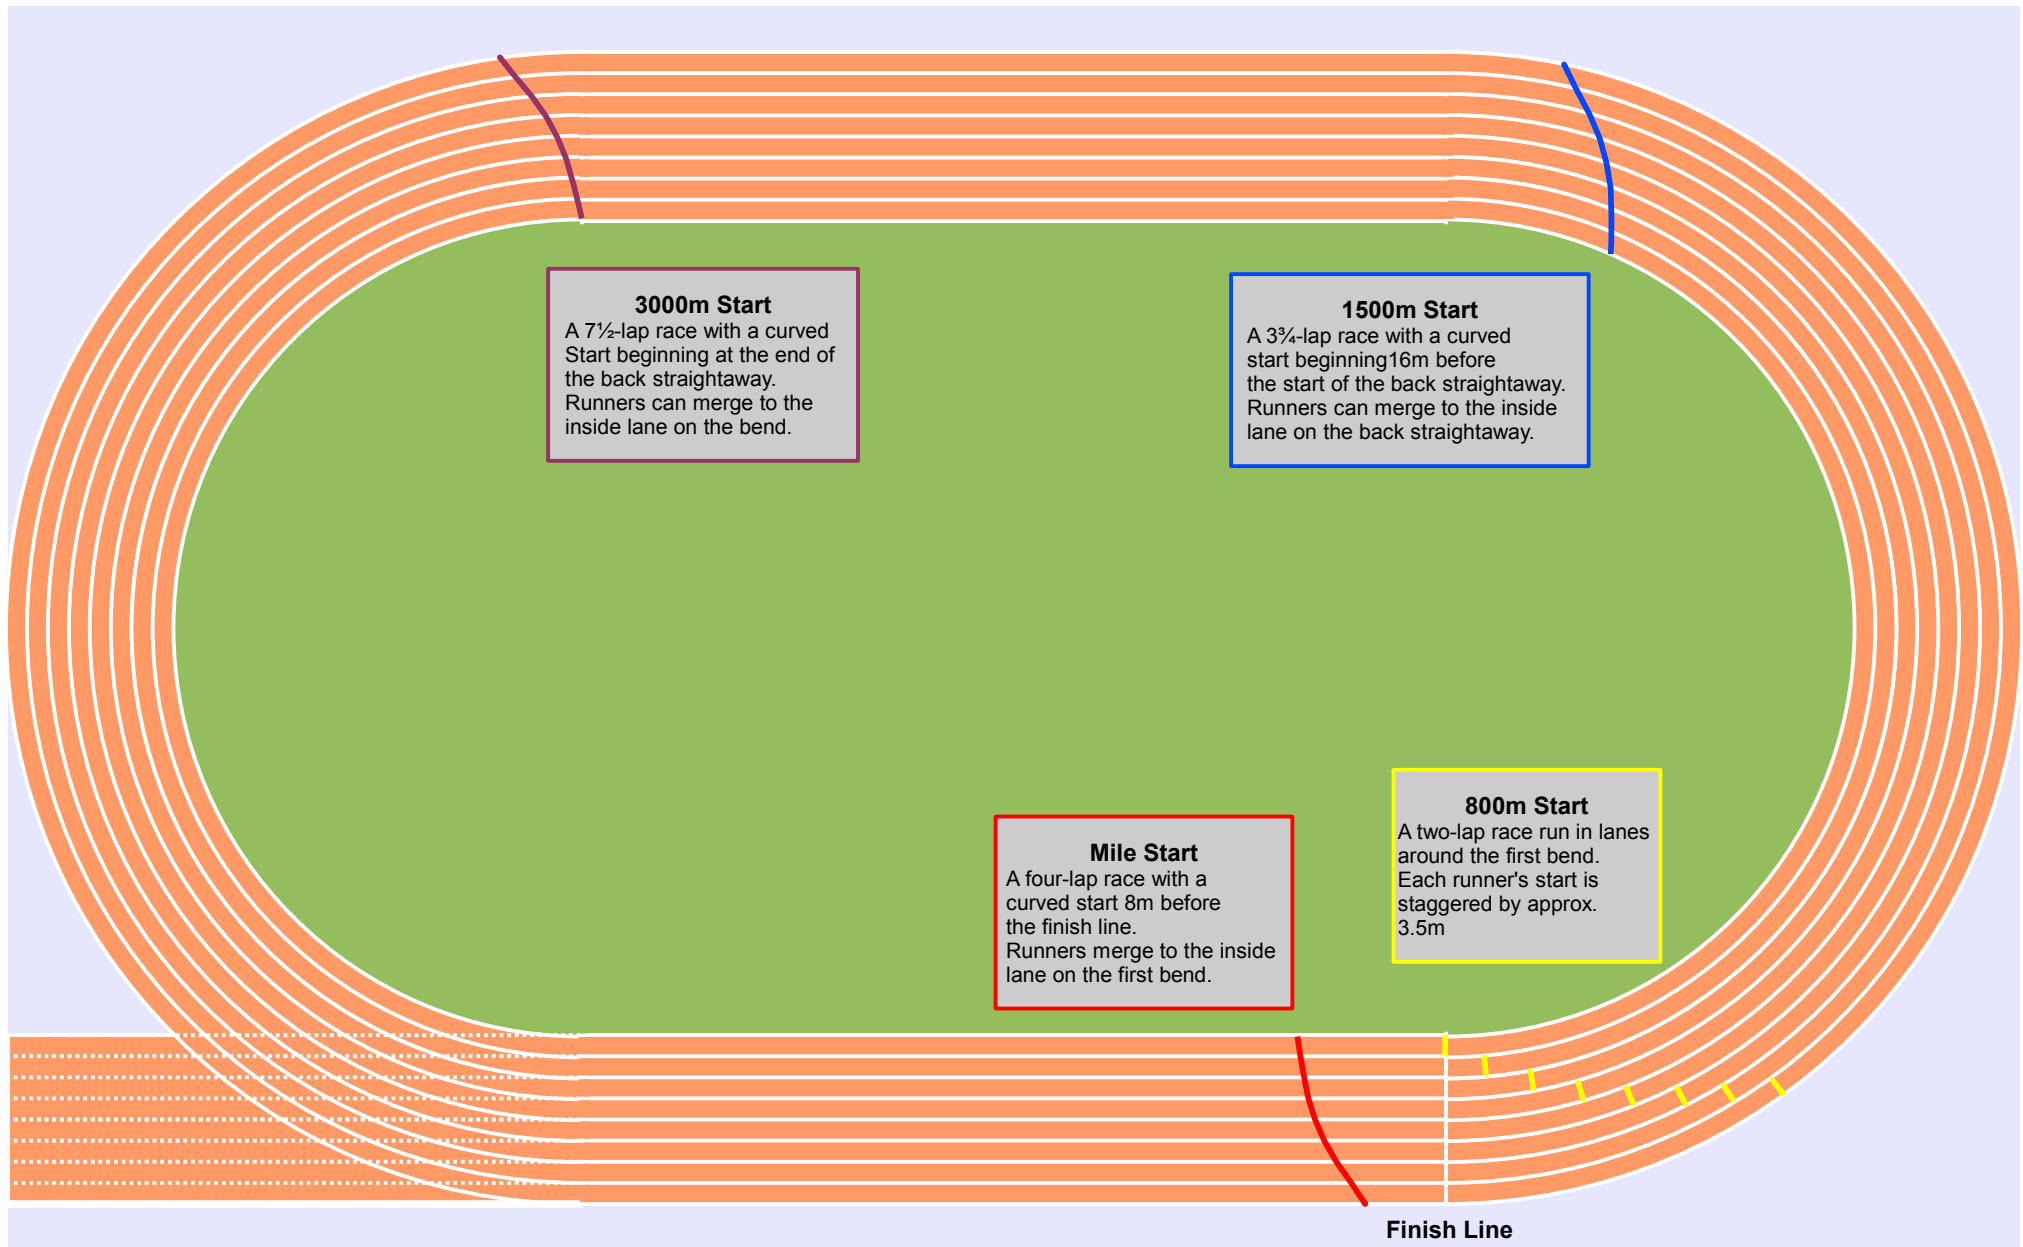 3000m Start
A 7½-lap race with a curved
Start beginning at the end of
the back straightaway.
Runners can merge to the
inside lane on the bend.
1500m Start
A 3¾-lap race with a curved
start beginning16m before
the start of the back straightaway.
Runners can merge to the inside
lane on the back straightaway.
Mile Start
A four-lap race with a
curved start 8m before
the finish line.
Runners merge to the inside
lane on the first bend.
800m Start
A two-lap race run in lanes
around the first bend.
Each runner's start is
staggered by approx.
3.5m
Finish Line